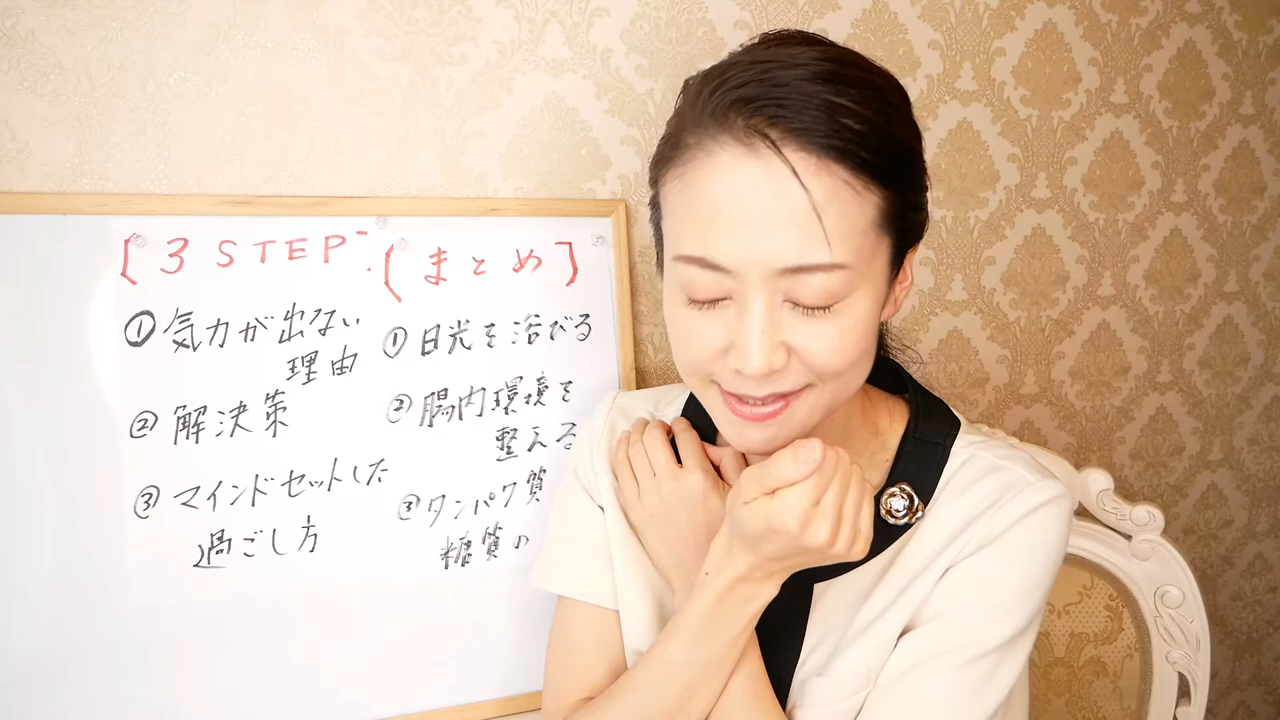 [3 STEP:
①気力が出ない
理由
②解決策
③マインドセットした
過ごし方
(まとめ]
①日光を浴びる
②腸内環境を
整える
③タンパク質
糖質の